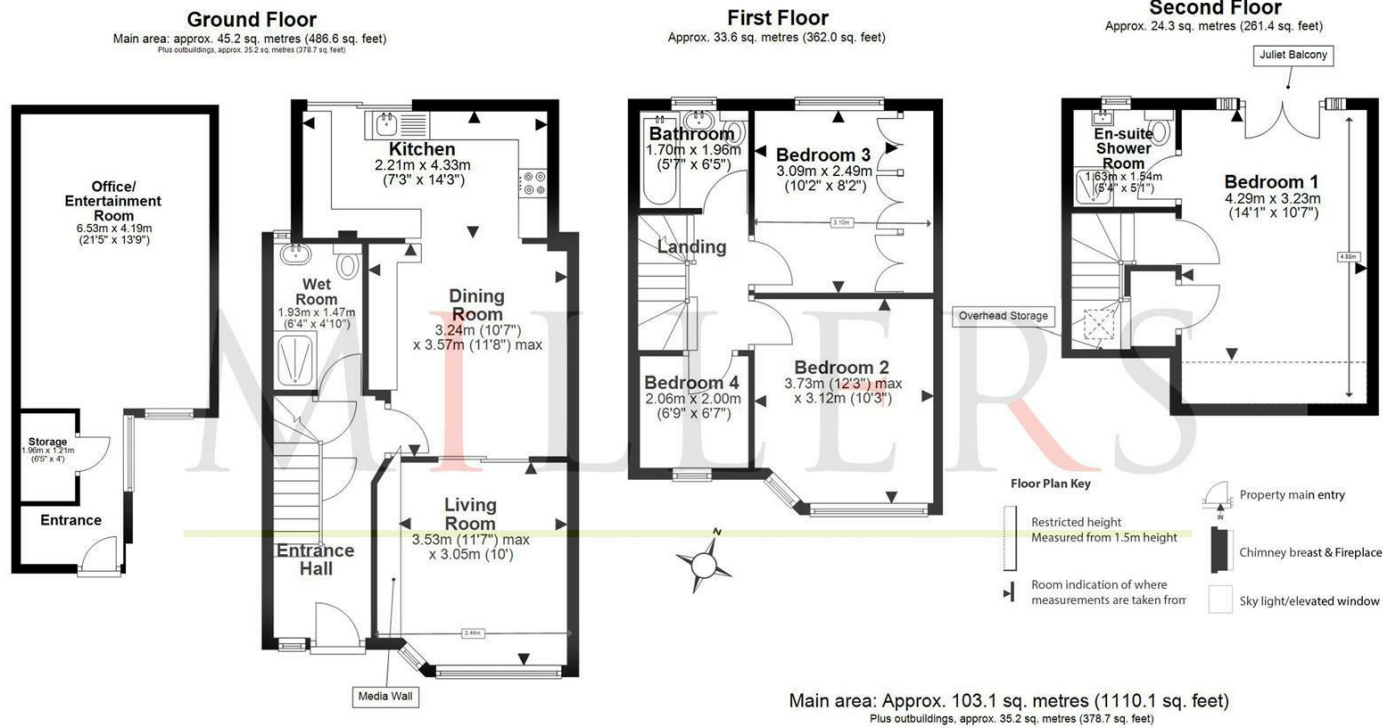 Ground Floor
Main area: approx. 45.2 sq. metres (486.6 sq. feet)
Plus outbuildings, approx. 35.2 sq. metres (378.7 sq. feet)
Office/
Entertainment
Room
6.53m x 4.19m
(21'5" x 13'9")
Storage
1.96m x 1.21m
(6'5" x 4')
Entrance
Kitchen
2.21m x 4.33m
(7'3" x 14'3")
Wet
Room
1.93m x 1.47m
(6'4" x 4'10")
Dining
Room
3.24m (10'7")
x 3.57m (11'8") max
Living
Room
3.53m (11'7") max
x 3.05m (10')
Entrance
Hall
Media Wall
First Floor
Approx. 33.6 sq. metres (362.0 sq. feet)
Bathroom
1.70m x 1.96m
(5'7" x 6'5")
Bedroom 3
3.09m x 2.49m
(10'2" x 8'2")
3.10m
Landing
Bedroom 4
2.06m x 2.00m
(6'9" x 6'7")
Bedroom 2
3.73m (12'3") max
x 3.12m (10'3")
N
Second Floor
Approx. 24.3 sq. metres (261.4 sq. feet)
Juliet Balcony
En-suite
Shower
Room
1.63m x 1.54m
(5'4" x 5'1")
Bedroom 1
4.29m x 3.23m
(14'1" x 10'7")
4.88m
Overhead Storage
MILLERS
Floor Plan Key
Restricted height
Measured from 1.5m height
Room indication of where
measurements are taken from
Property main entry
IN
Chimney breast & Fireplace
Sky light/elevated window
Main area: Approx. 103.1 sq. metres (1110.1 sq. feet)
Plus outbuildings, approx. 35.2 sq. metres (378.7 sq. feet)